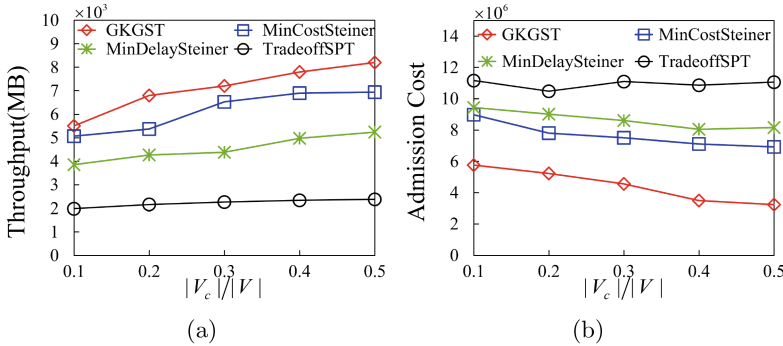 ×10³
10
9
8
7
6
5
4
3
2
1
0
Throughput(MB)
GKGST
MinCostSteiner
MinDelaySteiner
TradeoffSPT
0.1 0.2 0.3 0.4 0.5
|V_c|/|V|
(a)
×10⁶
14
12
10
8
6
4
2
0
Admission Cost
GKGST
MinCostSteiner
MinDelaySteiner
TradeoffSPT
0.1 0.2 0.3 0.4 0.5
|V_c|/|V|
(b)